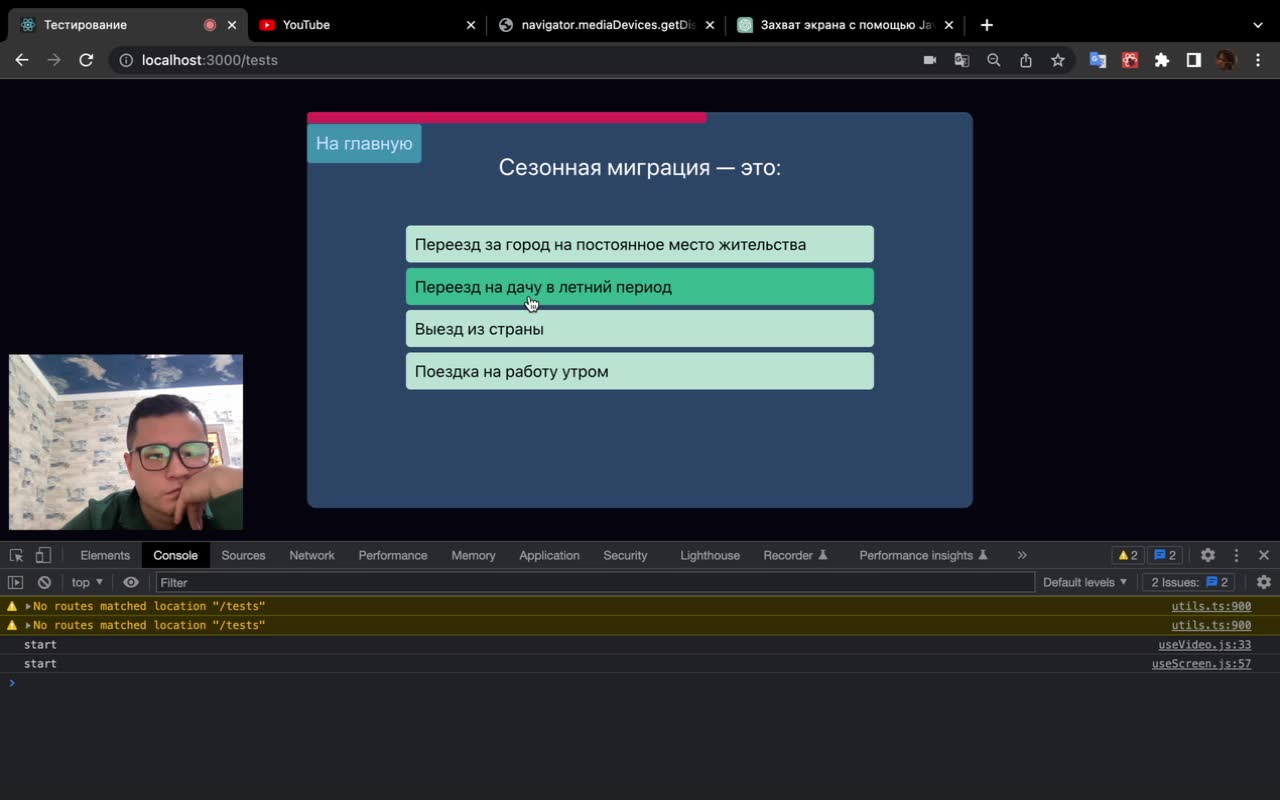 Тестирование
YouTube
navigator.mediaDevices.getDis
Захват экрана с помощью Jav
localhost:3000/tests
На главную
Сезонная миграция — это:
Переезд за город на постоянное место жительства
Переезд на дачу в летний период
Выезд из страны
Поездка на работу утром
Elements Console Sources Network Performance Memory Application Security Lighthouse Recorder Performance insights » 2 2
top Filter Default levels 2 Issues: 2
No routes matched location "/tests" utils.ts:900
No routes matched location "/tests" utils.ts:900
start useVideo.js:33
start useScreen.js:57
>